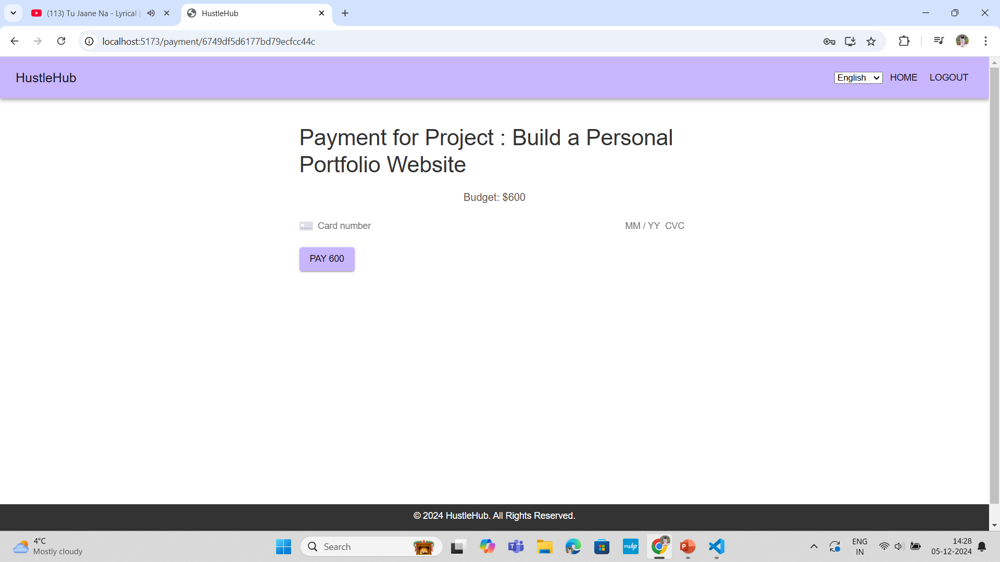 (113) Tu Jaane Na - Lyrical |
HustleHub
localhost:5173/payment/6749df5d6177bd79ecfcc44c
HustleHub
English
HOME
LOGOUT
Payment for Project : Build a Personal
Portfolio Website
Budget: $600
Card number
MM / YY CVC
PAY 600
© 2024 HustleHub. All Rights Reserved.
4°C
Mostly cloudy
Search
myhp
ENG
IN
14:28
05-12-2024